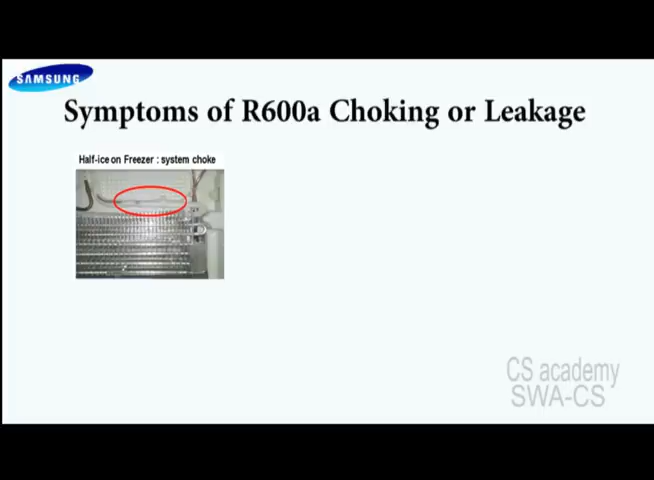 SAMSUNG
Symptoms of R600a Choking or Leakage
Half-ice on Freezer : system choke
CS academy
SWA-CS